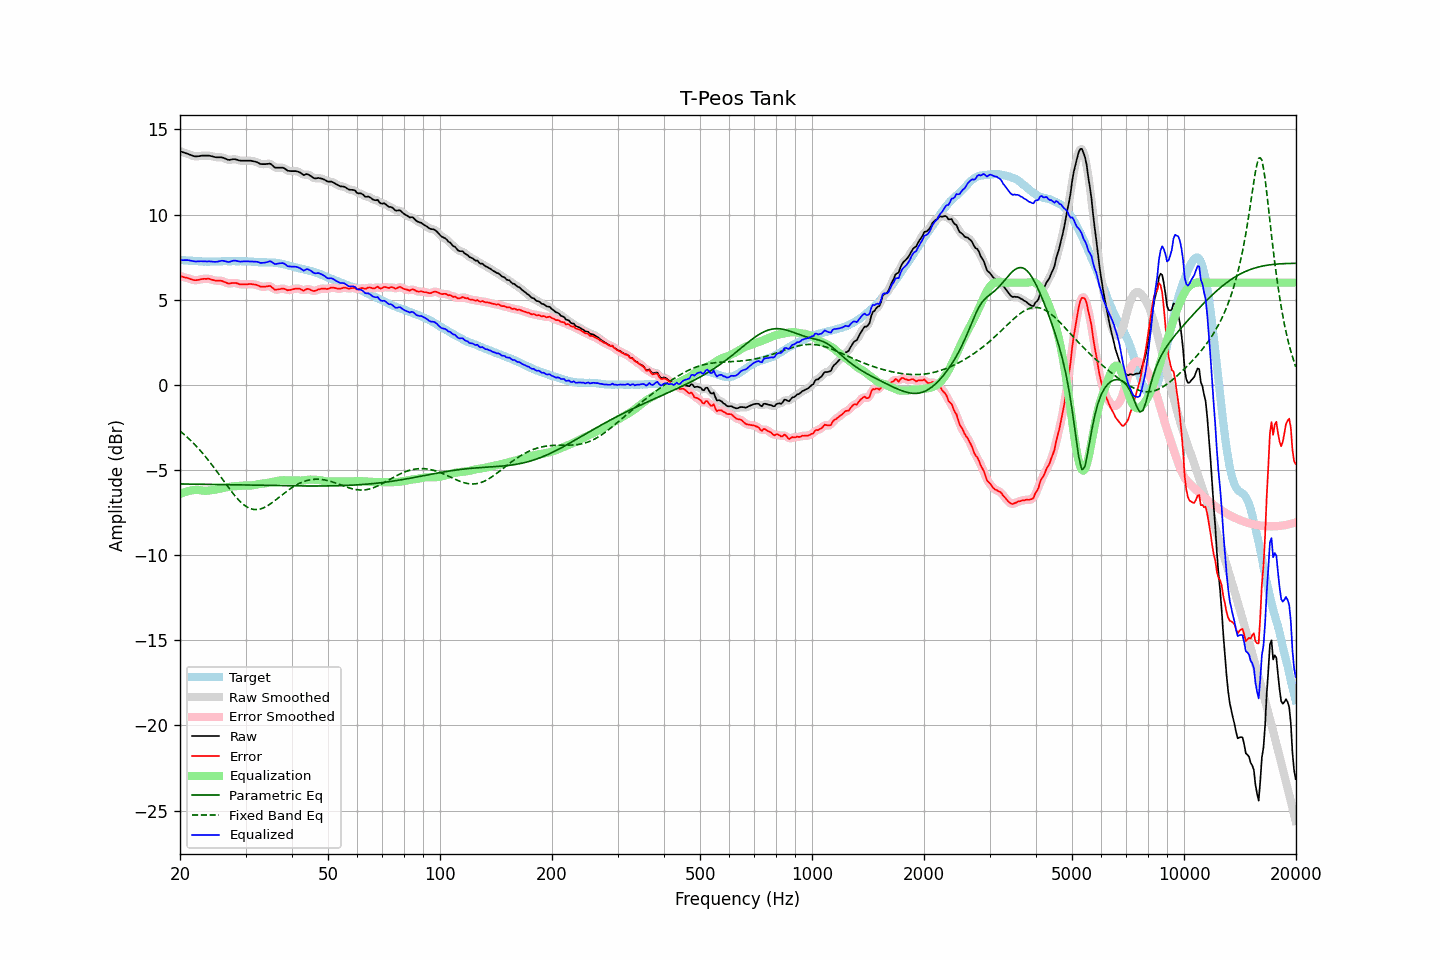 T-Peos Tank
15
10
5
0
−5
−10
−15
−20
−25
Amplitude (dBr)
Target
Raw Smoothed
Error Smoothed
Raw
Error
Equalization
Parametric Eq
Fixed Band Eq
Equalized
20 50 100 200 500 1000 2000 5000 10000 20000
Frequency (Hz)